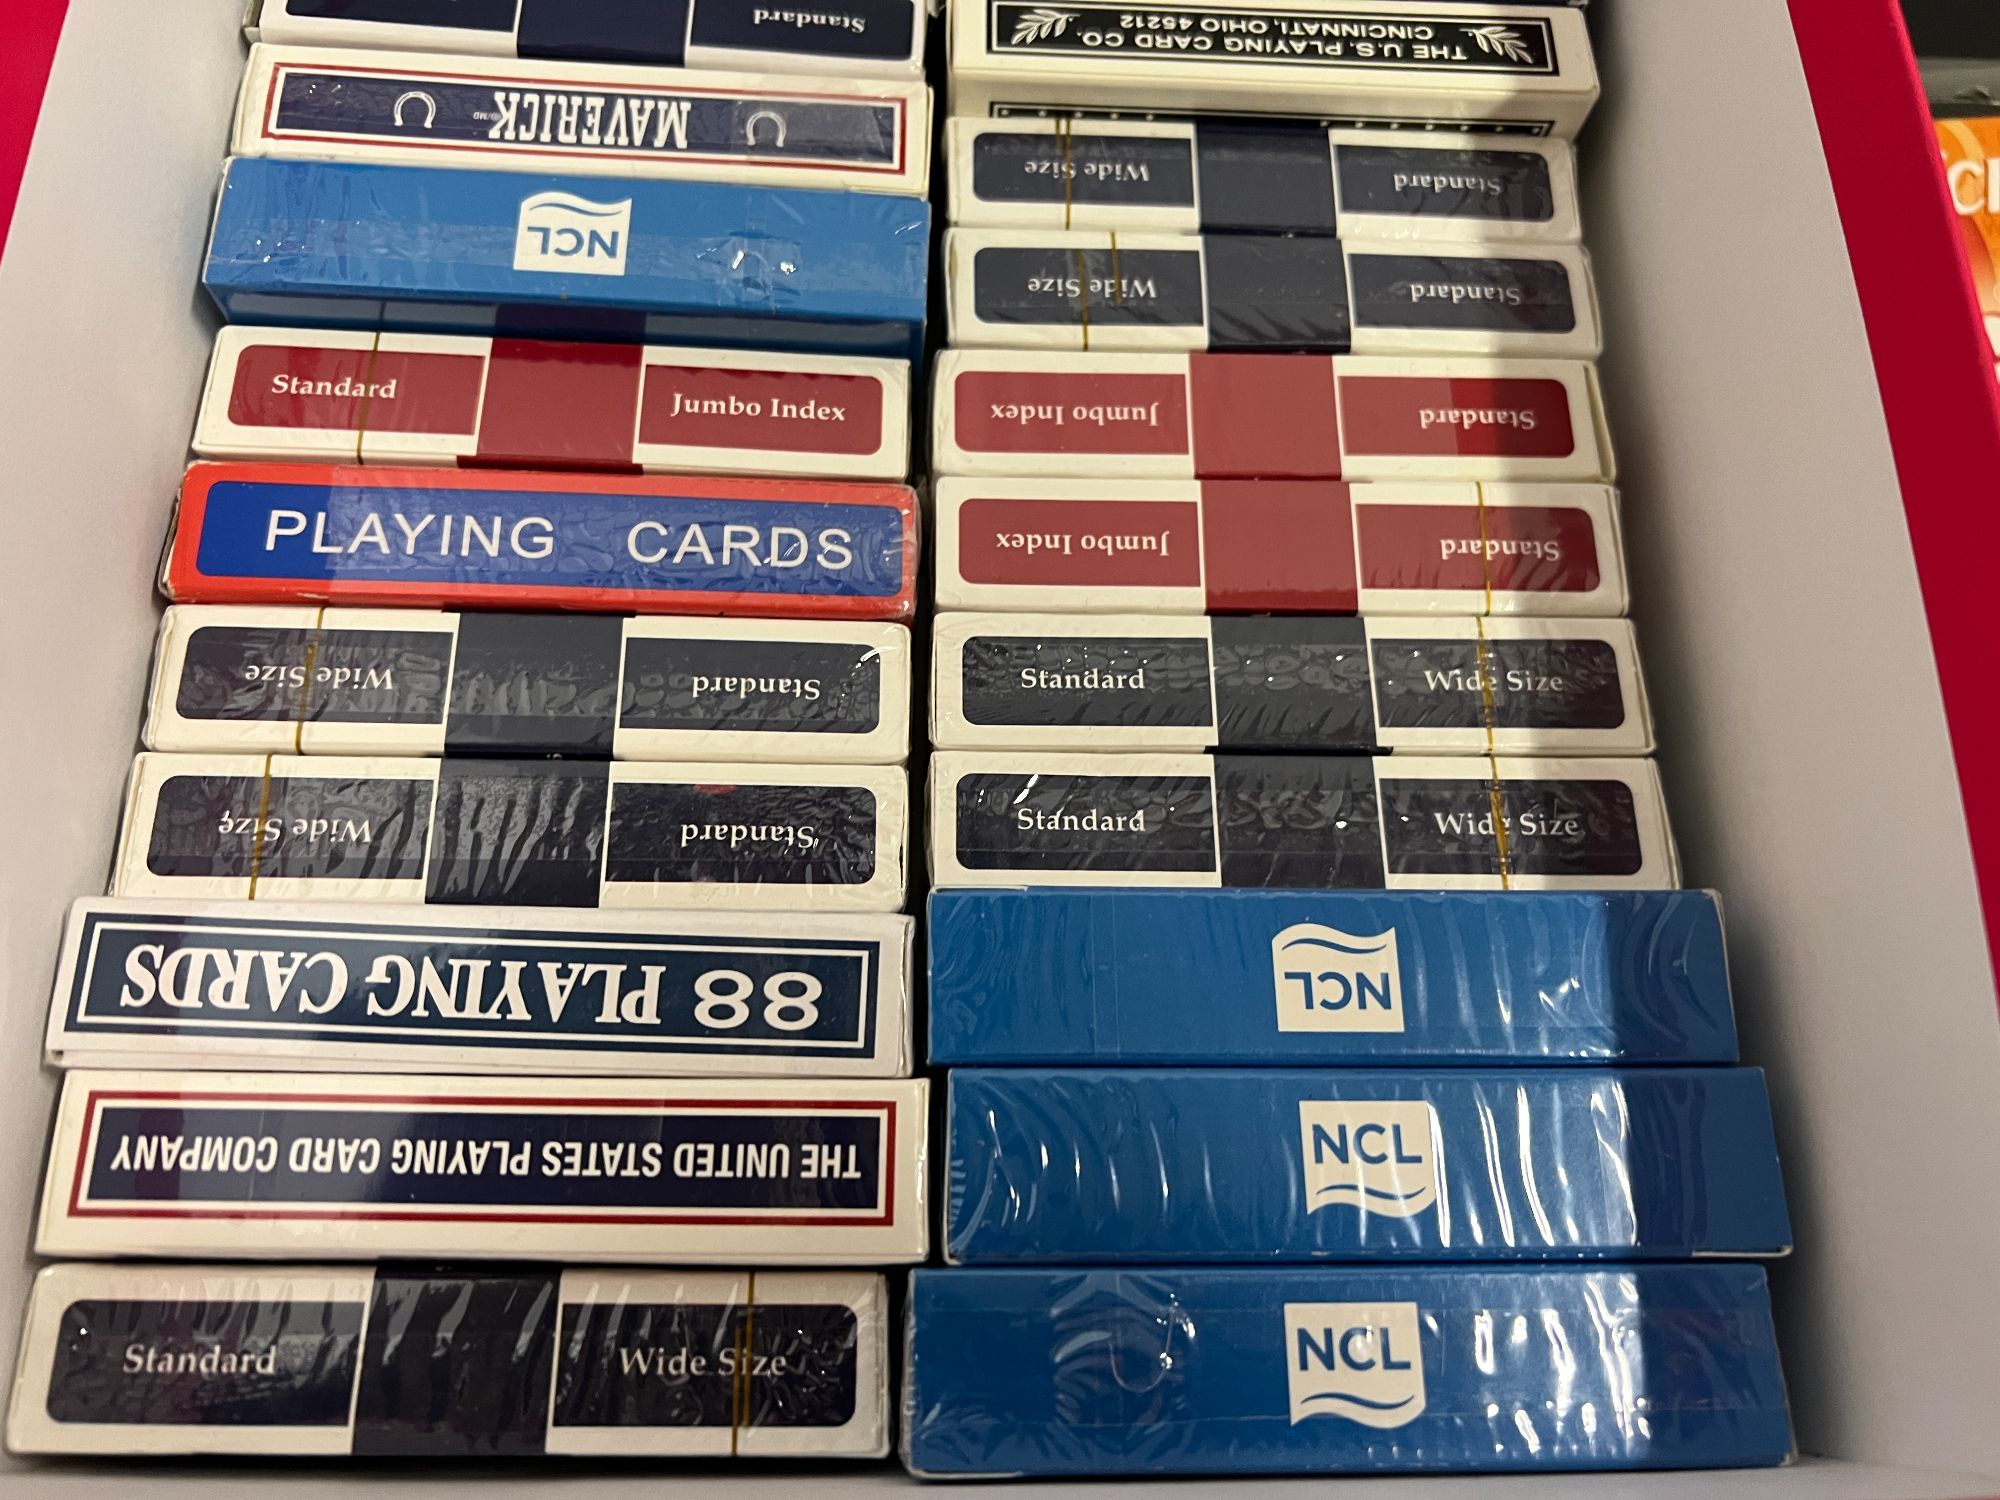 Standard
MAVERICK
NCL
Standard Jumbo Index
PLAYING CARDS
Wide Size Standard
Wide Size Standard
88 PLAYING CARDS
THE UNITED STATES PLAYING CARD COMPANY
Standard Wide Size
THE U.S. PLAYING CARD CO.
CINCINNATI, OHIO 45212
Wide Size Standard
Wide Size Standard
Jumbo Index Standard
Jumbo Index Standard
Standard Wide Size
Standard Wide Size
NCL
NCL
NCL